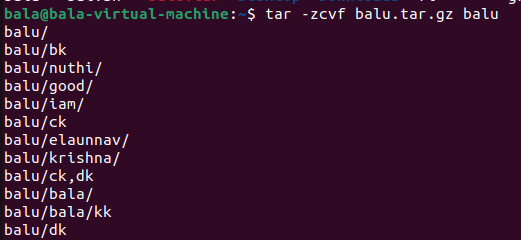 bala@bala-virtual-machine:~$ tar -zcvf balu.tar.gz balu
balu/
balu/bk
balu/nuthi/
balu/good/
balu/iam/
balu/ck
balu/elaunnav/
balu/krishna/
balu/ck,dk
balu/bala/
balu/bala/kk
balu/dk